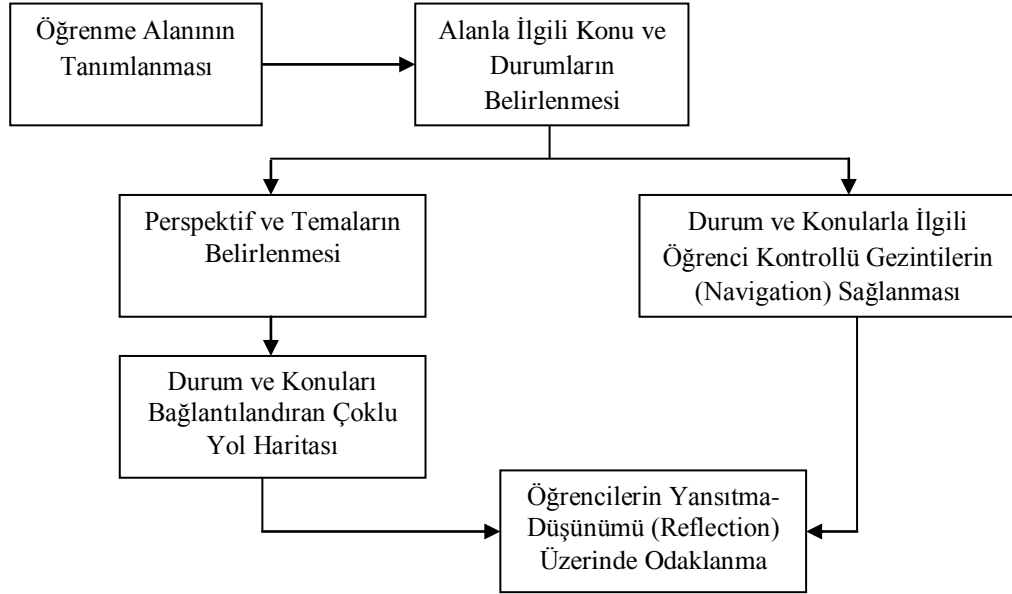 Öğrenme Alanının
Tanımlanması
Alanla İlgili Konu ve
Durumların
Belirlenmesi
Perspektif ve Temaların
Belirlenmesi
Durum ve Konularla İlgili
Öğrenci Kontrollü Gezintilerin
(Navigation) Sağlanması
Durum ve Konuları
Bağlantılandıran Çoklu
Yol Haritası
Öğrencilerin Yansıtma-
Düşünümü (Reflection)
Üzerinde Odaklanma